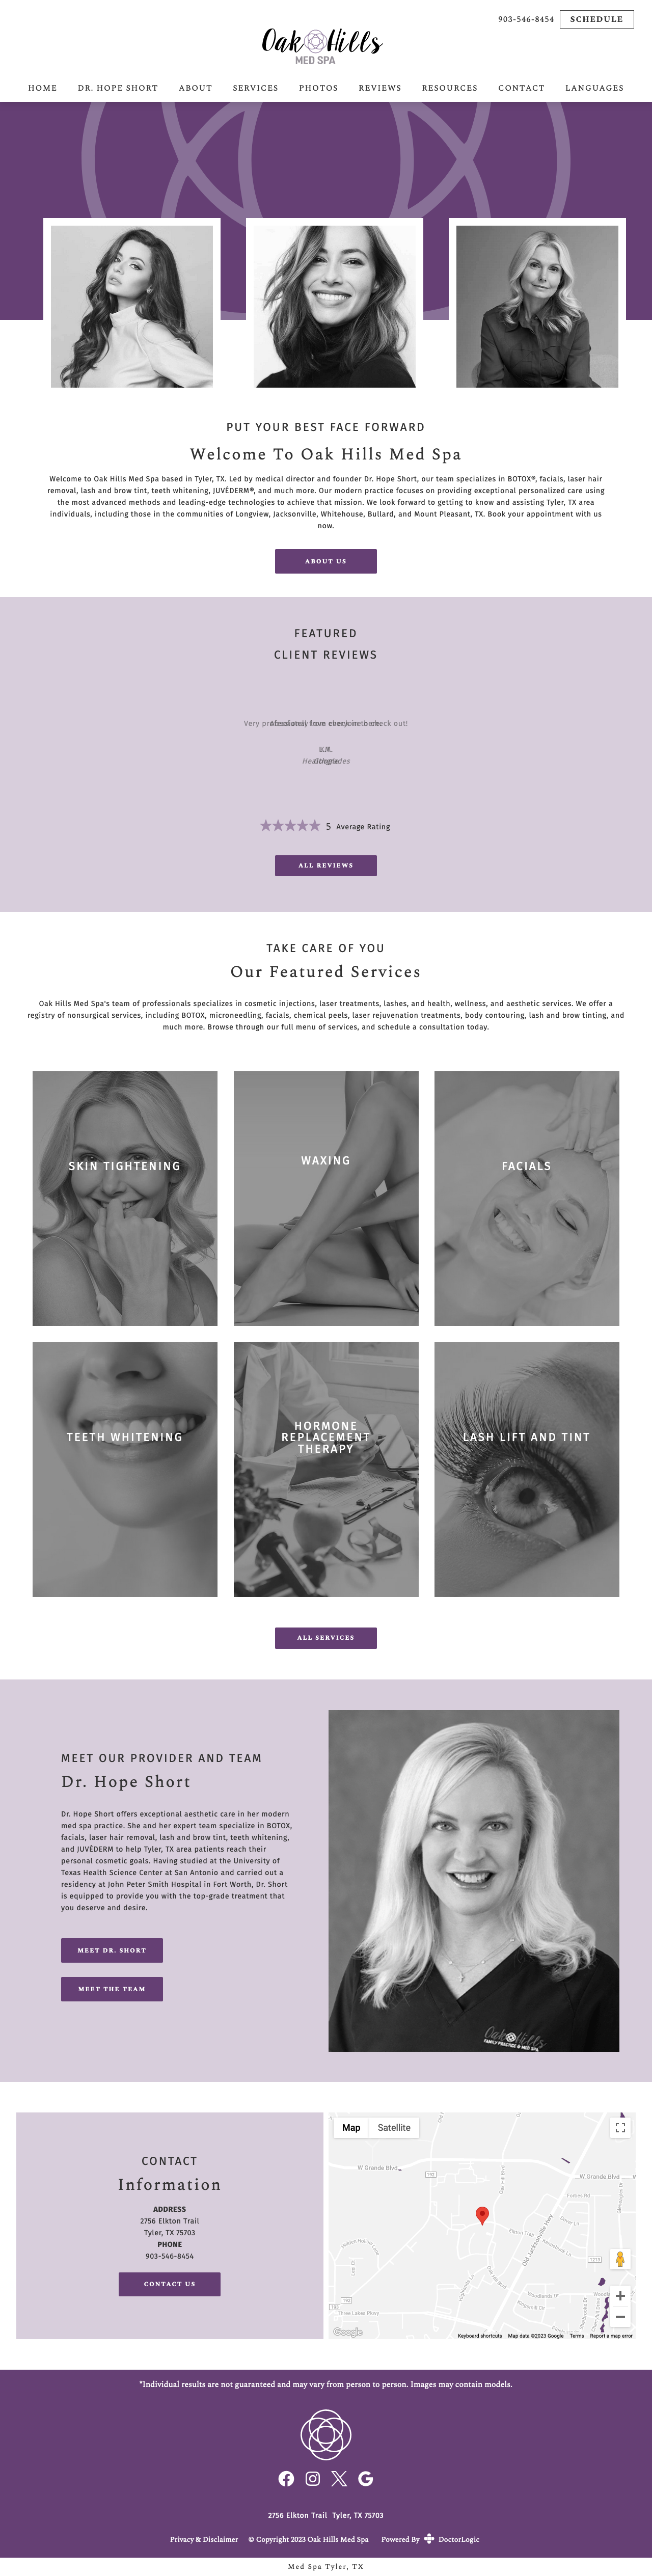 903-546-8454 SCHEDULE
Oak Hills
MED SPA
HOME DR. HOPE SHORT ABOUT SERVICES PHOTOS REVIEWS RESOURCES CONTACT LANGUAGES
PUT YOUR BEST FACE FORWARD
Welcome To Oak Hills Med Spa
Welcome to Oak Hills Med Spa based in Tyler, TX. Led by medical director and founder Dr. Hope Short, our team specializes in BOTOX®, facials, laser hair
removal, lash and brow tint, teeth whitening, JUVÉDERM®, and much more. Our modern practice focuses on providing exceptional personalized care using
the most advanced methods and leading-edge technologies to achieve that mission. We look forward to getting to know and assisting Tyler, TX area
individuals, including those in the communities of Longview, Jacksonville, Whitehouse, Bullard, and Mount Pleasant, TX. Book your appointment with us
now.
ABOUT US
FEATURED
CLIENT REVIEWS
5 Average Rating
ALL REVIEWS
TAKE CARE OF YOU
Our Featured Services
Oak Hills Med Spa's team of professionals specializes in cosmetic injections, laser treatments, lashes, and health, wellness, and aesthetic services. We offer a
registry of nonsurgical services, including BOTOX, microneedling, facials, chemical peels, laser rejuvenation treatments, body contouring, lash and brow tinting, and
much more. Browse through our full menu of services, and schedule a consultation today.
SKIN TIGHTENING
WAXING
FACIALS
TEETH WHITENING
HORMONE
REPLACEMENT
THERAPY
LASH LIFT AND TINT
ALL SERVICES
MEET OUR PROVIDER AND TEAM
Dr. Hope Short
Dr. Hope Short offers exceptional aesthetic care in her modern
med spa practice. She and her expert team specialize in BOTOX,
facials, laser hair removal, lash and brow tint, teeth whitening,
and JUVÉDERM to help Tyler, TX area patients reach their
personal cosmetic goals. Having studied at the University of
Texas Health Science Center at San Antonio and carried out a
residency at John Peter Smith Hospital in Fort Worth, Dr. Short
is equipped to provide you with the top-grade treatment that
you deserve and desire.
MEET DR. SHORT
MEET THE TEAM
Oak Hills
FAMILY PRACTICE & MED SPA
CONTACT
Information
ADDRESS
2756 Elkton Trail
Tyler, TX 75703
PHONE
903-546-8454
CONTACT US
Map Satellite
W Grande Blvd
W Grande Blvd
Old Jacksonville Hwy
Three Lakes Pkwy
Google
Keyboard shortcuts Map data ©2023 Google Terms Report a map error
*Individual results are not guaranteed and may vary from person to person. Images may contain models.
2756 Elkton Trail Tyler, TX 75703
Privacy & Disclaimer © Copyright 2023 Oak Hills Med Spa Powered By DoctorLogic
Med Spa Tyler, TX